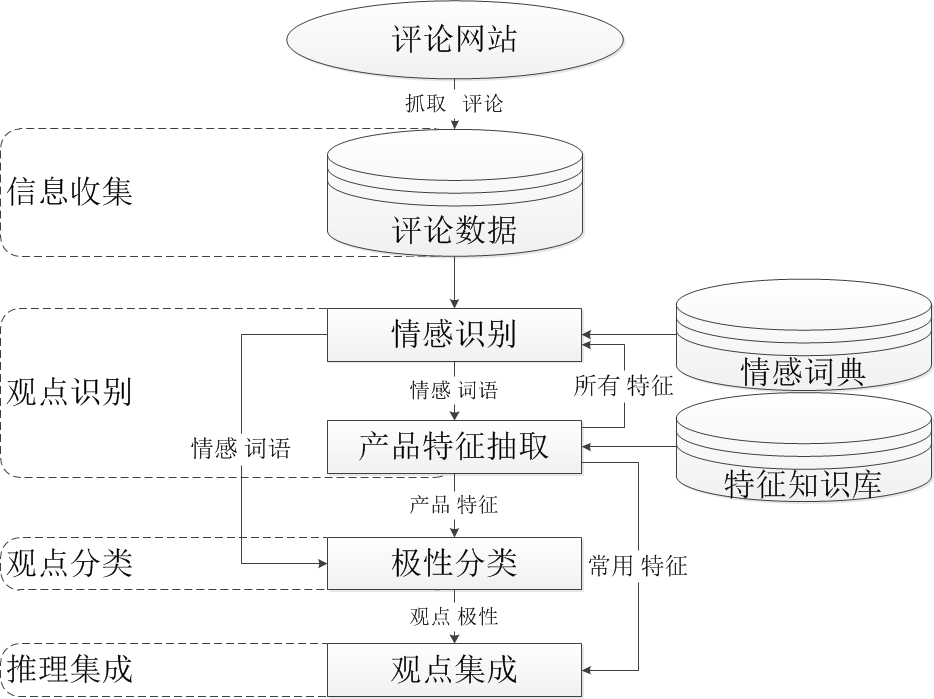 评论网站
抓取 评论
信息收集
评论数据
情感识别
情感词典
观点识别
情感 词语
所有 特征
情感 词语
产品特征抽取
特征知识库
产品 特征
观点分类
极性分类
常用 特征
观点 极性
推理集成
观点集成